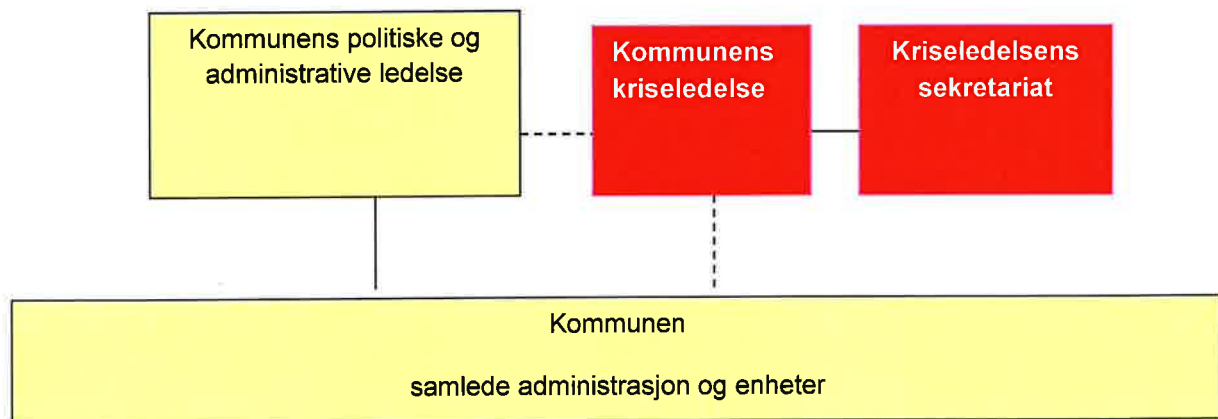 Kommunens politiske og
administrative ledelse
Kommunens
kriseledelse
Kriseledelsens
sekretariat
Kommunen
samlede administrasjon og enheter